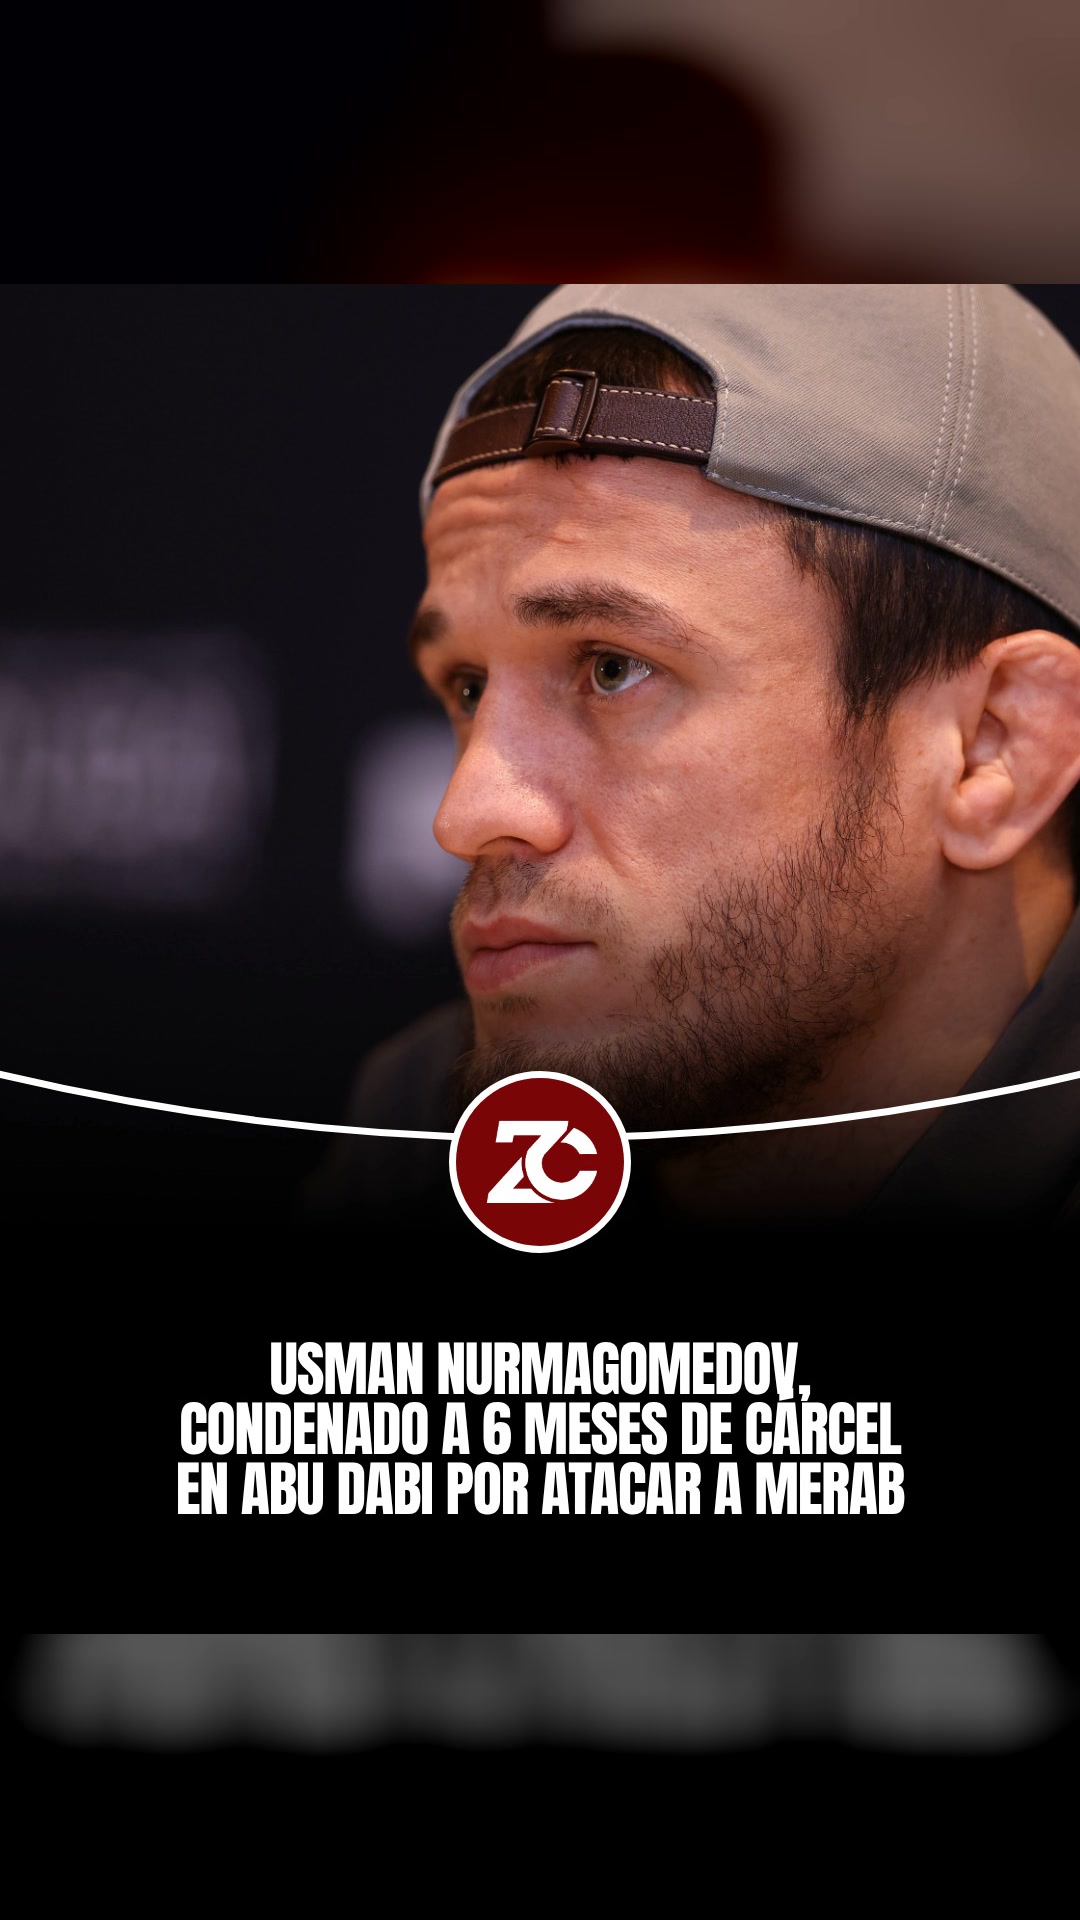 ZC
USMAN NURMAGOMEDOV,
CONDENADO A 6 MESES DE CÁRCEL
EN ABU DABI POR ATACAR A MERAB